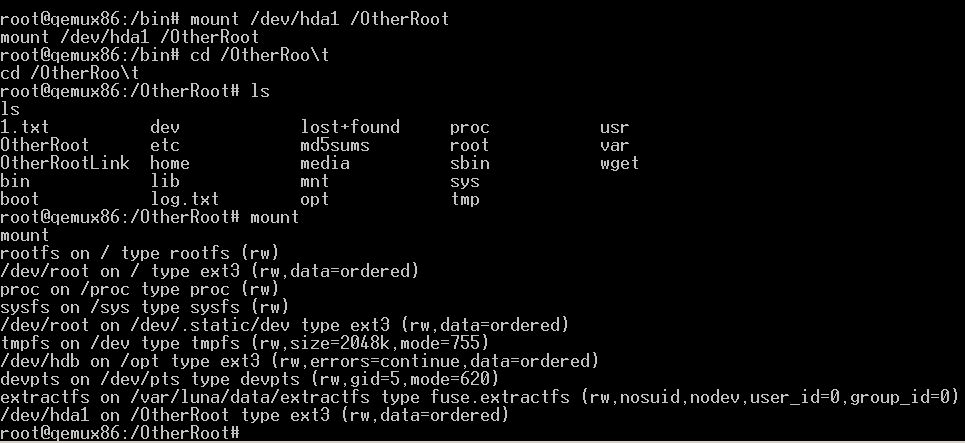 root@qemux86:/bin# mount /dev/hda1 /OtherRoot
mount /dev/hda1 /OtherRoot
root@qemux86:/bin# cd /OtherRoo\t
cd /OtherRoo\t
root@qemux86:/OtherRoot# ls
ls
1.txt dev lost+found proc usr
OtherRoot etc md5sums root var
OtherRootLink home media sbin wget
bin lib mnt sys
boot log.txt opt tmp
root@qemux86:/OtherRoot# mount
mount
rootfs on / type rootfs (rw)
/dev/root on / type ext3 (rw,data=ordered)
proc on /proc type proc (rw)
sysfs on /sys type sysfs (rw)
/dev/root on /dev/.static/dev type ext3 (rw,data=ordered)
tmpfs on /dev type tmpfs (rw,size=2048k,mode=755)
/dev/hdb on /opt type ext3 (rw,errors=continue,data=ordered)
devpts on /dev/pts type devpts (rw,gid=5,mode=620)
extractfs on /var/luna/data/extractfs type fuse.extractfs (rw,nosuid,nodev,user_id=0,group_id=0)
/dev/hda1 on /OtherRoot type ext3 (rw,data=ordered)
root@qemux86:/OtherRoot#